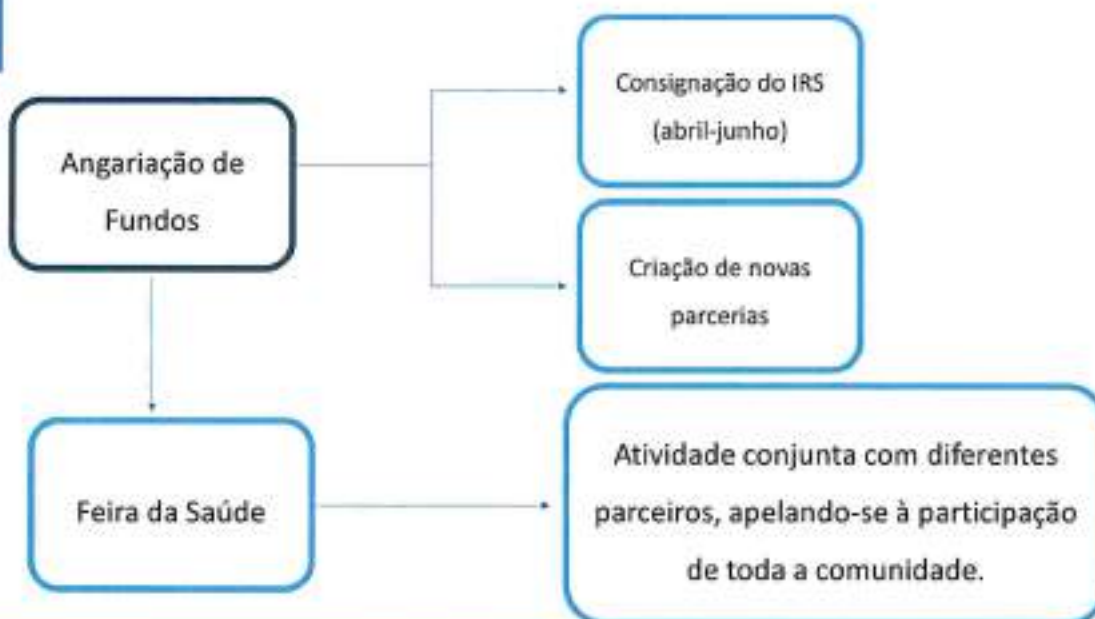 Consignação do IRS
(abril-junho)
Angariação de
Fundos
Criação de novas
parcerias
Feira da Saúde
Atividade conjunta com diferentes
parceiros, apelando-se à participação
de toda a comunidade.